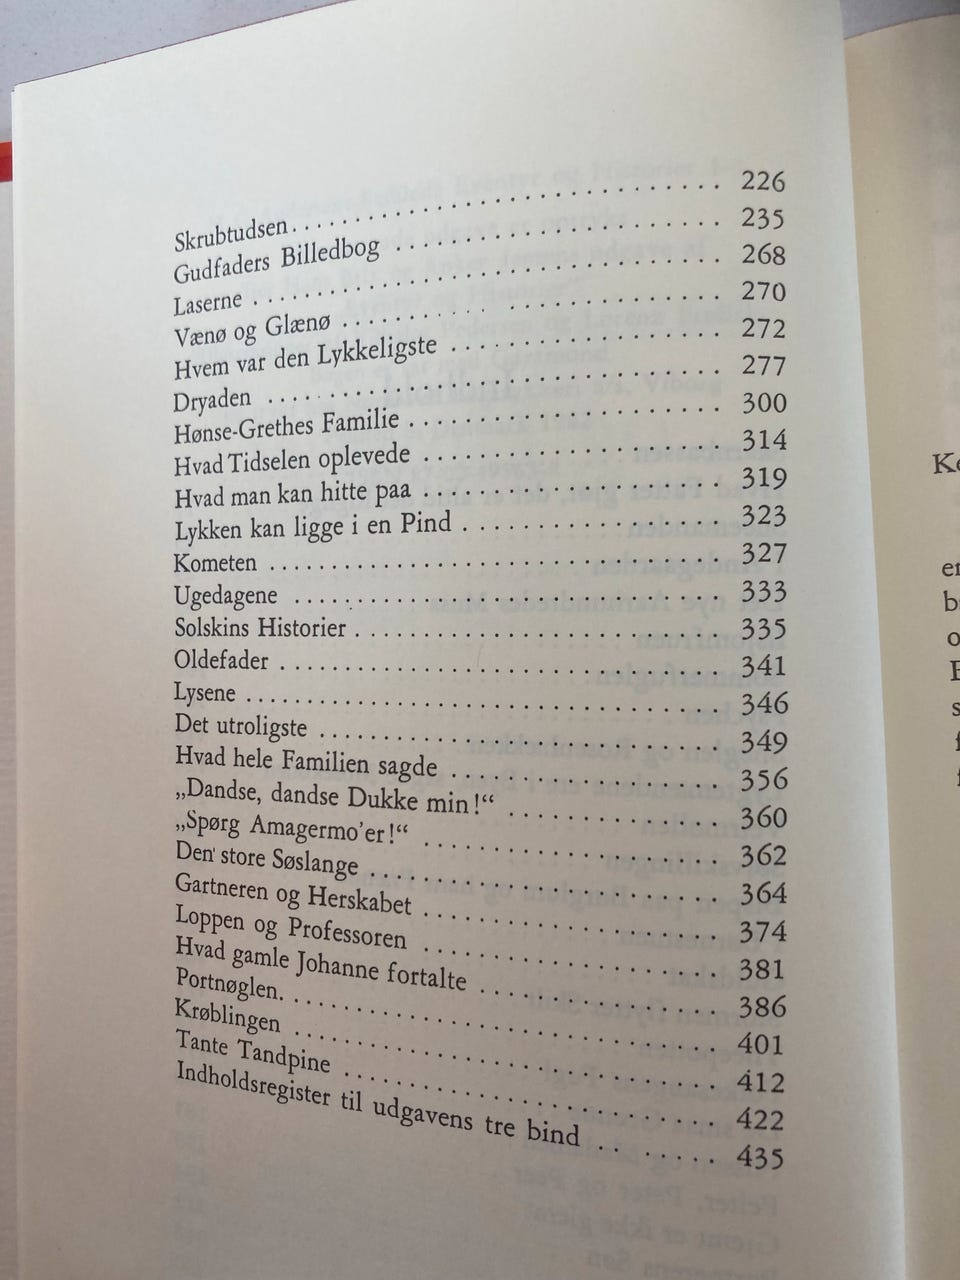 Skrubtudsen . . . . . . . . . . . . . . . . . . . . . . . . . . . . . 226
Gudfaders Billedbog . . . . . . . . . . . . . . . . . . . . . . 235
Laserne . . . . . . . . . . . . . . . . . . . . . . . . . . . . . . . . 268
Vænø og Glænø . . . . . . . . . . . . . . . . . . . . . . . . . 270
Hvem var den Lykkeligste . . . . . . . . . . . . . . . . . . 272
Dryaden . . . . . . . . . . . . . . . . . . . . . . . . . . . . . . . 277
Hønse-Grethes Familie . . . . . . . . . . . . . . . . . . . . . 300
Hvad Tidselen oplevede . . . . . . . . . . . . . . . . . . . . 314
Hvad man kan hitte paa . . . . . . . . . . . . . . . . . . . . 319
Lykken kan ligge i en Pind . . . . . . . . . . . . . . . . . . 323
Kometen . . . . . . . . . . . . . . . . . . . . . . . . . . . . . . . 327
Ugedagene . . . . . . . . . . . . . . . . . . . . . . . . . . . . . 333
Solskins Historier . . . . . . . . . . . . . . . . . . . . . . . . . 335
Oldefader . . . . . . . . . . . . . . . . . . . . . . . . . . . . . . 341
Lysene . . . . . . . . . . . . . . . . . . . . . . . . . . . . . . . . 346
Det utroligste . . . . . . . . . . . . . . . . . . . . . . . . . . . 349
Hvad hele Familien sagde . . . . . . . . . . . . . . . . . . . 356
„Dandse, dandse Dukke min!“ . . . . . . . . . . . . . . . 360
„Spørg Amagermo’er!“ . . . . . . . . . . . . . . . . . . . . 362
Den store Søslange . . . . . . . . . . . . . . . . . . . . . . . 364
Gartneren og Herskabet . . . . . . . . . . . . . . . . . . . . 374
Loppen og Professoren . . . . . . . . . . . . . . . . . . . . 381
Hvad gamle Johanne fortalte . . . . . . . . . . . . . . . . 386
Portnøglen . . . . . . . . . . . . . . . . . . . . . . . . . . . . . 401
Krøblingen . . . . . . . . . . . . . . . . . . . . . . . . . . . . . 412
Tante Tandpine . . . . . . . . . . . . . . . . . . . . . . . . . . 422
Indholdsregister til udgavens tre bind . . . . . . . . 435